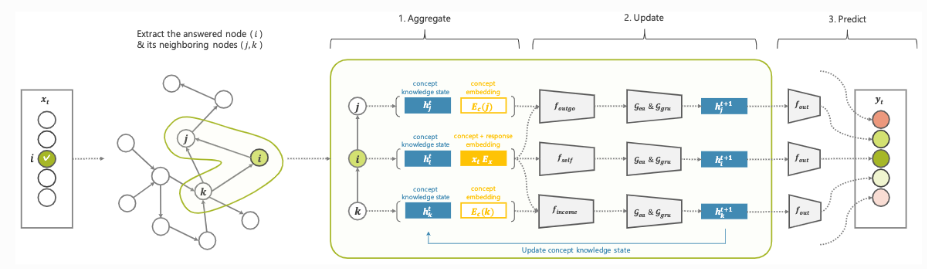 1. Aggregate
2. Update
3. Predict
Extract the answered node (i)
& its neighboring nodes (j,k)
x_t
i
j
i
k
j
concept
knowledge state
h_j^t
concept
embedding
E_c(j)
f_outgo
G_ea & G_gru
h_j^{t+1}
f_out
i
concept
knowledge state
h_i^t
concept + response
embedding
x_t E_s
f_self
G_ea & G_gru
h_i^{t+1}
f_out
k
concept
knowledge state
h_k^t
concept
embedding
E_c(k)
f_income
G_ea & G_gru
h_k^{t+1}
f_out
y_t
Update concept knowledge state